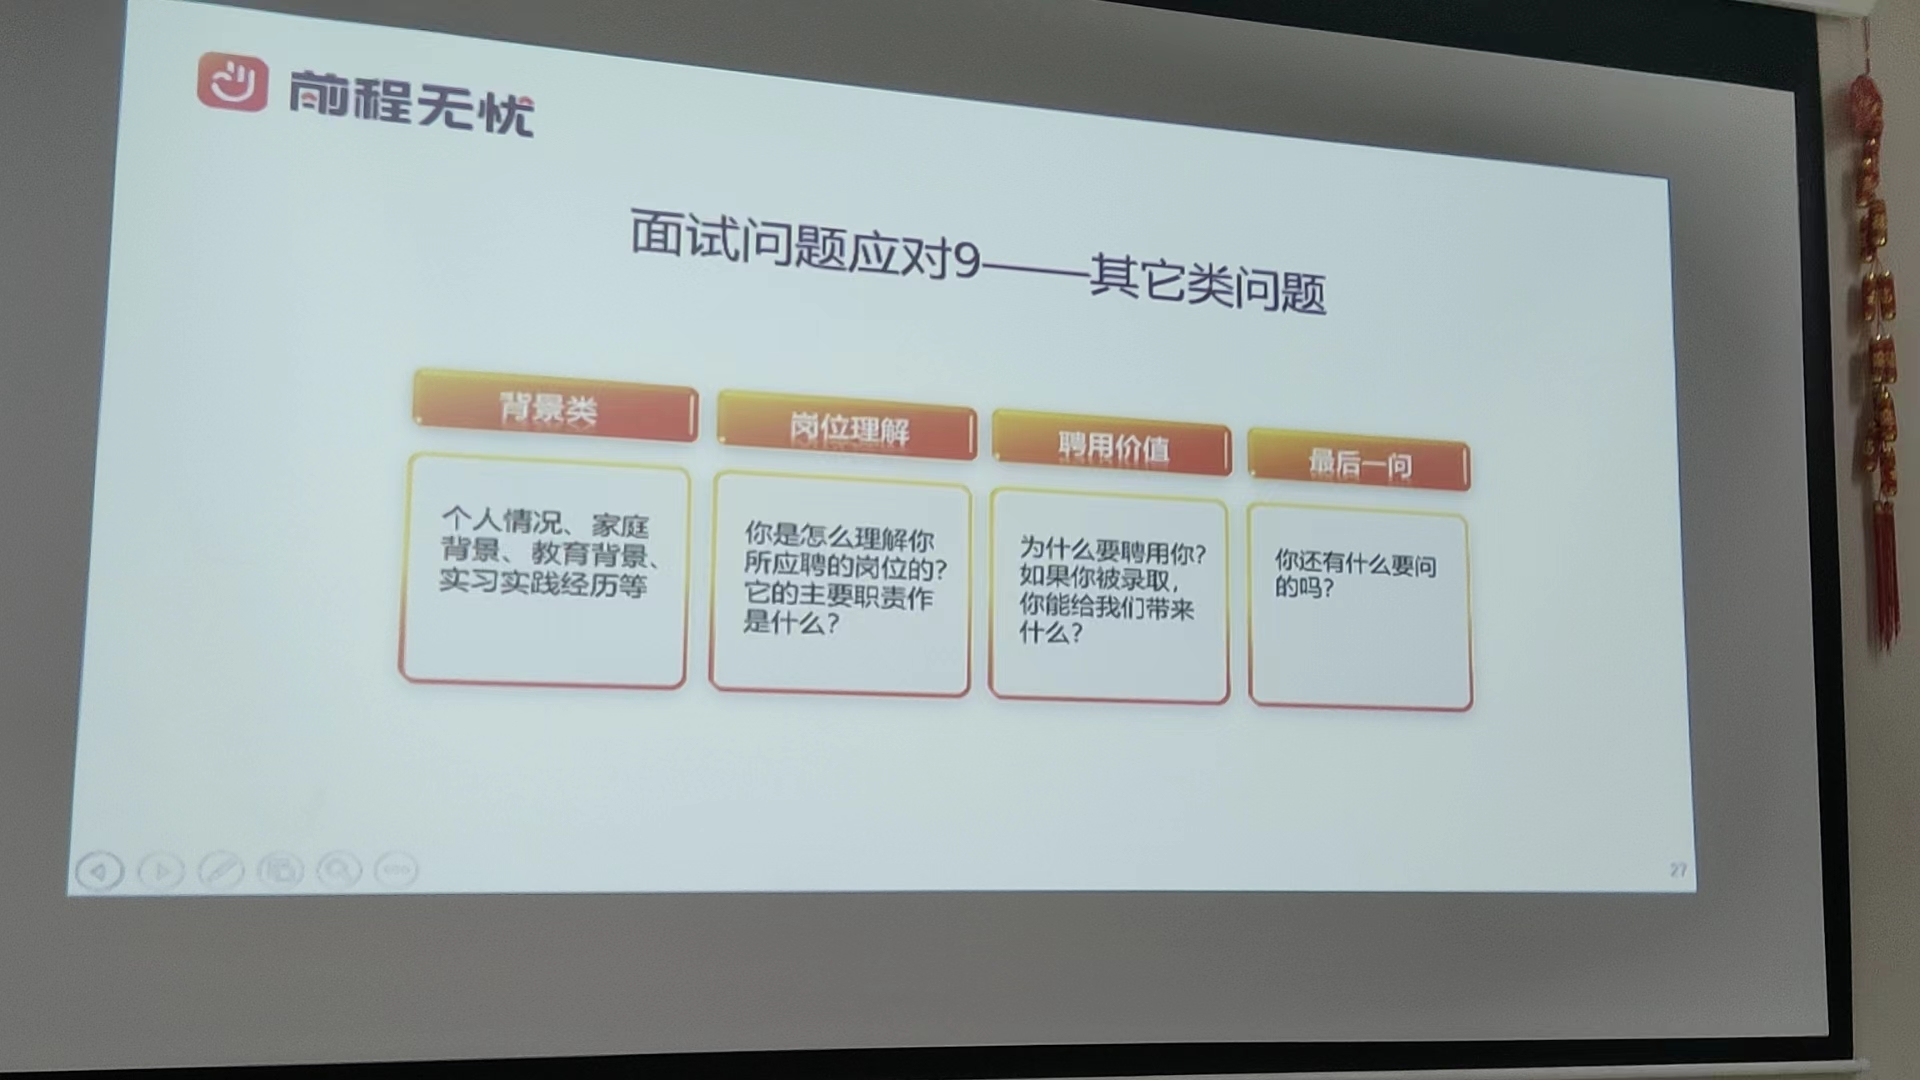 前程无忧
面试问题应对9——其它类问题
背景类
个人情况、家庭
背景、教育背景、
实习实践经历等
岗位理解
你是怎么理解你
所应聘的岗位的?
它的主要职责作
是什么?
聘用价值
为什么要聘用你?
如果你被录取,
你能给我们带来
什么?
最后一问
你还有什么要问
的吗?
27